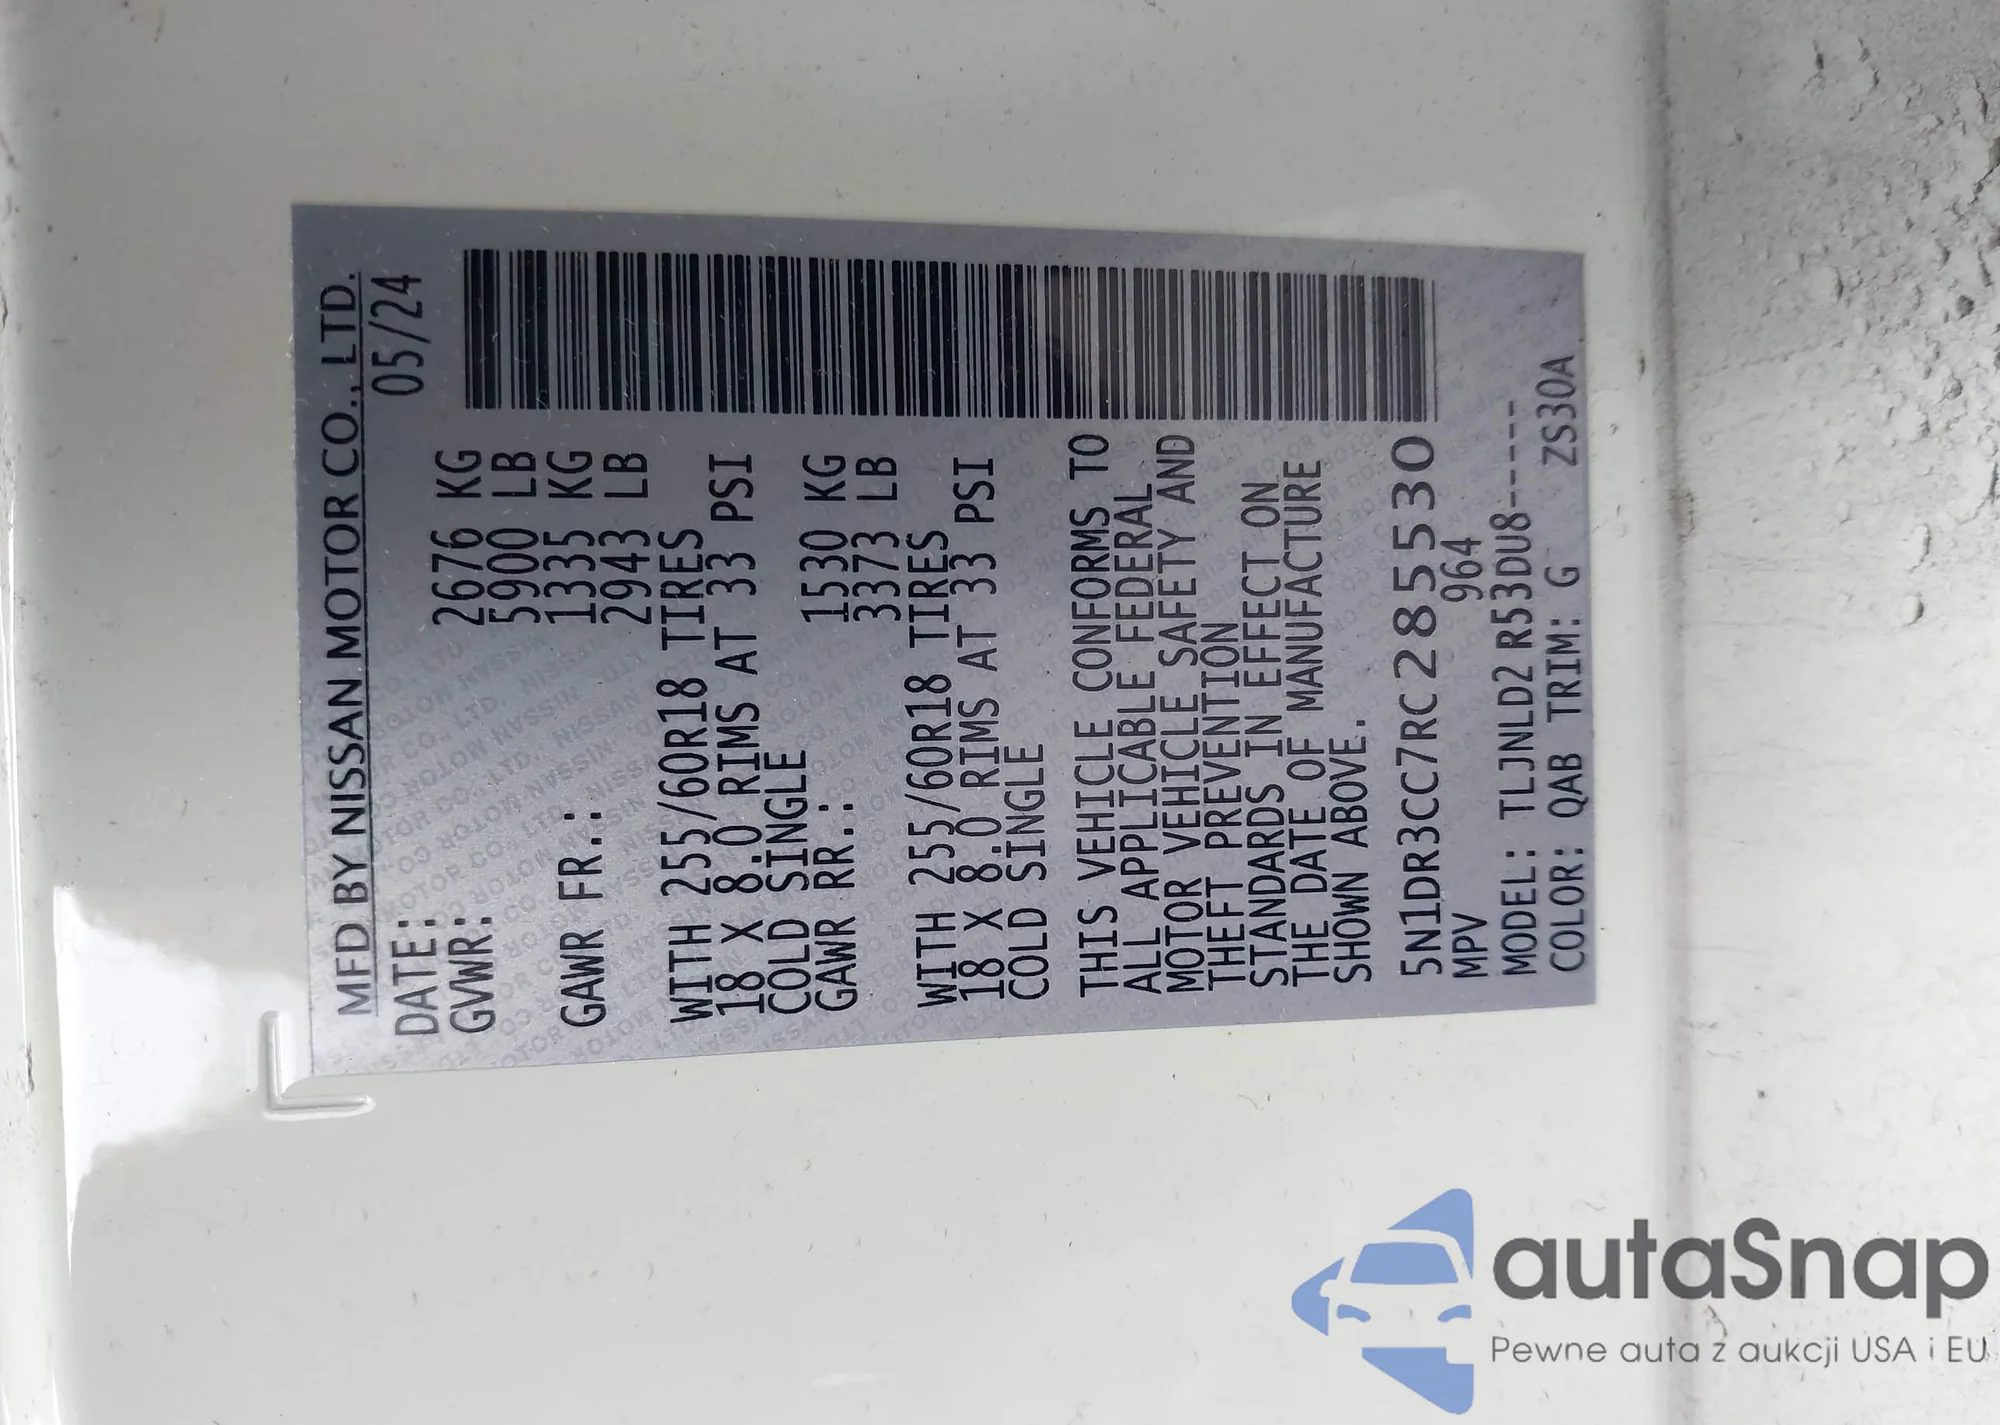 MFD BY NISSAN MOTOR CO., LTD.
DATE: 05/24
GVWR: 2676 KG
5900 LB
GAWR FR.: 1335 KG
2943 LB
WITH 255/60R18 TIRES
18 X 8.0 RIMS AT 33 PSI
COLD SINGLE
GAWR RR.: 1530 KG
3373 LB
WITH 255/60R18 TIRES
18 X 8.0 RIMS AT 33 PSI
COLD SINGLE
THIS VEHICLE CONFORMS TO
ALL APPLICABLE FEDERAL
MOTOR VEHICLE SAFETY AND
THEFT PREVENTION
STANDARDS IN EFFECT ON
THE DATE OF MANUFACTURE
SHOWN ABOVE.
5N1DR3CC7RC285530
MPV 964
MODEL: TLJNLD2 R53DU8-----
COLOR: QAB TRIM: G ZS30A
autaSnap
Pewne auta z aukcji USA i EU